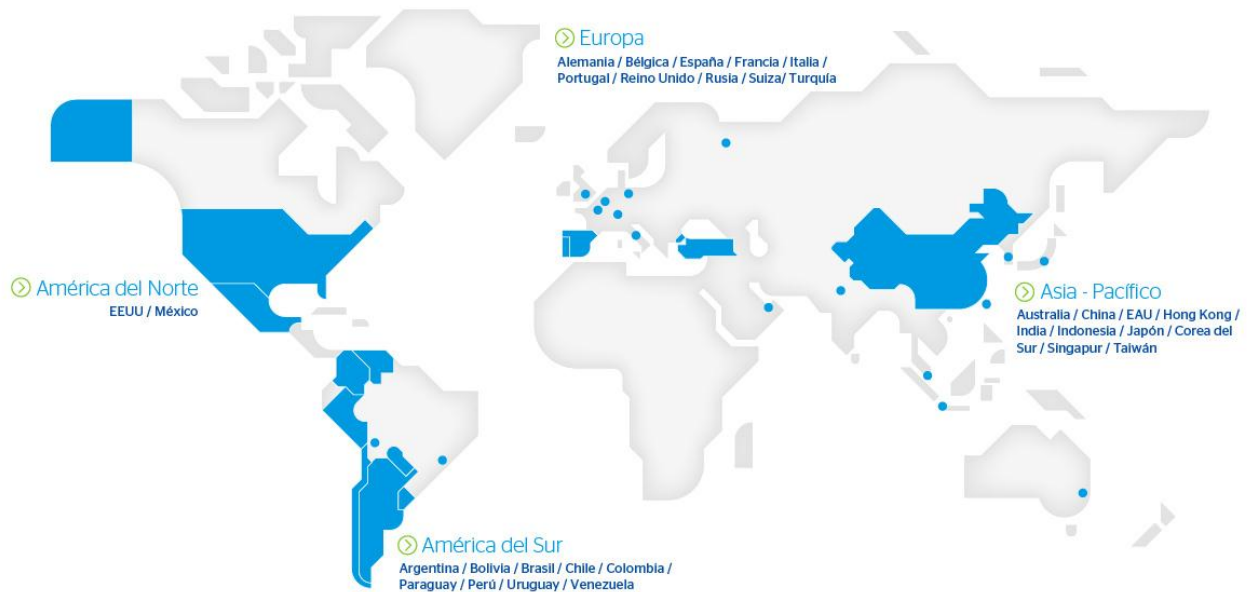 Europa
Alemania / Bélgica / España / Francia / Italia /
Portugal / Reino Unido / Rusia / Suiza/ Turquía
América del Norte
EEUU / México
Asia - Pacífico
Australia / China / EAU / Hong Kong /
India / Indonesia / Japón / Corea del
Sur / Singapur / Taiwán
América del Sur
Argentina / Bolivia / Brasil / Chile / Colombia /
Paraguay / Perú / Uruguay / Venezuela